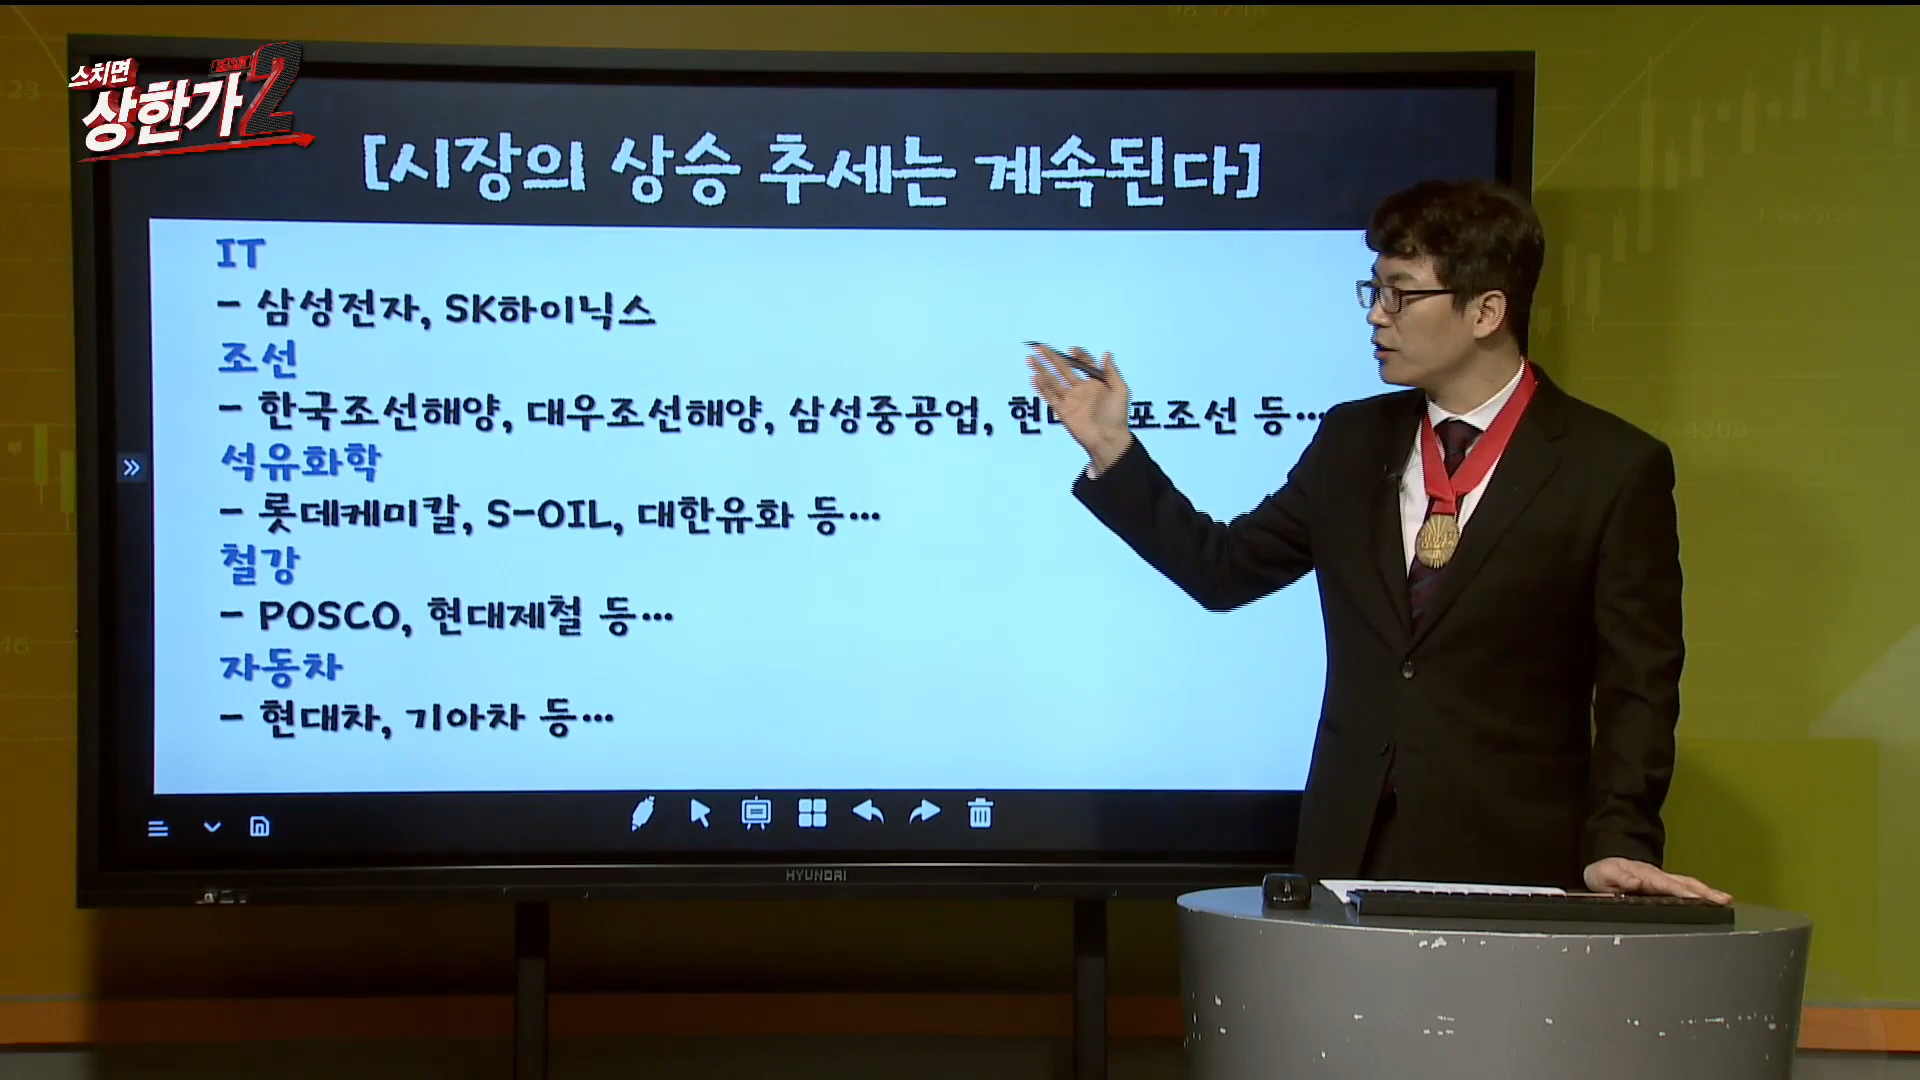 스치면
상한가 2
[시장의 상승 추세는 계속된다]
IT
- 삼성전자, SK하이닉스
조선
- 한국조선해양, 대우조선해양, 삼성중공업, 현 포조선 등...
석유화학
- 롯데케미칼, S-OIL, 대한유화 등...
철강
- POSCO, 현대제철 등...
자동차
- 현대차, 기아차 등...
HYUNDAI